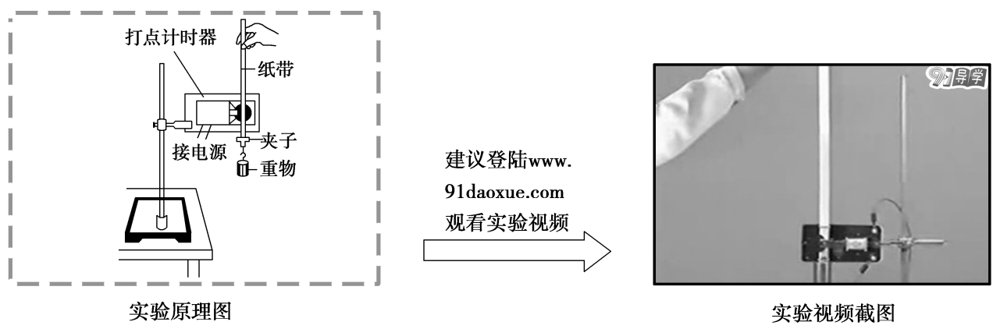 打点计时器
纸带
夹子
接电源
重物
实验原理图
建议登陆www.
91daoxue.com
观看实验视频
91导学
实验视频截图